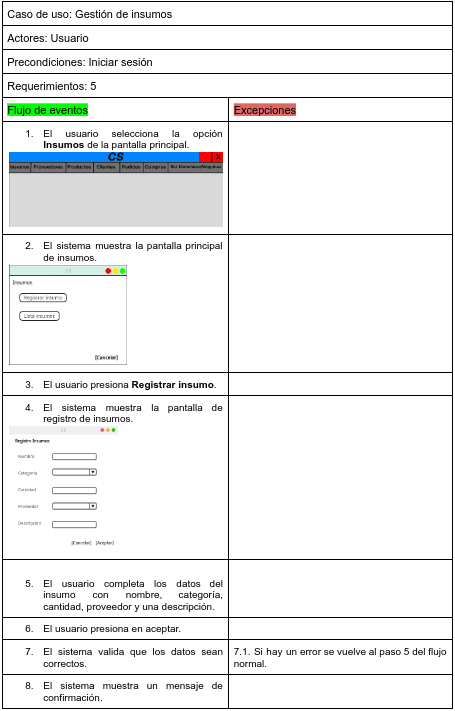 Caso de uso: Gestión de insumos
Actores: Usuario
Precondiciones: Iniciar sesión
Requerimientos: 5
Flujo de eventos
Excepciones
1. El usuario selecciona la opción
Insumos de la pantalla principal.
CS
- X
Insumos Proveedores Productos Clientes Pedidos Compras
2. El sistema muestra la pantalla principal
de insumos.
CS
Insumos
Registrar insumo
Lista insumos
[Cancelar]
3. El usuario presiona Registrar insumo.
4. El sistema muestra la pantalla de
registro de insumos.
CS
Registro Insumos
Nombre
Categoría
Cantidad
Proveedor
Descripción
[Cancelar] [Aceptar]
5. El usuario completa los datos del
insumo con nombre, categoría,
cantidad, proveedor y una descripción.
6. El usuario presiona en aceptar.
7. El sistema valida que los datos sean
correctos.
7.1. Si hay un error se vuelve al paso 5 del flujo
normal.
8. El sistema muestra un mensaje de
confirmación.